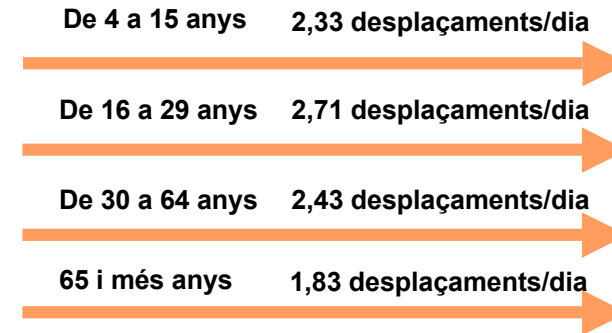 De 4 a 15 anys 2,33 desplaçaments/dia
De 16 a 29 anys 2,71 desplaçaments/dia
De 30 a 64 anys 2,43 desplaçaments/dia
65 i més anys 1,83 desplaçaments/dia